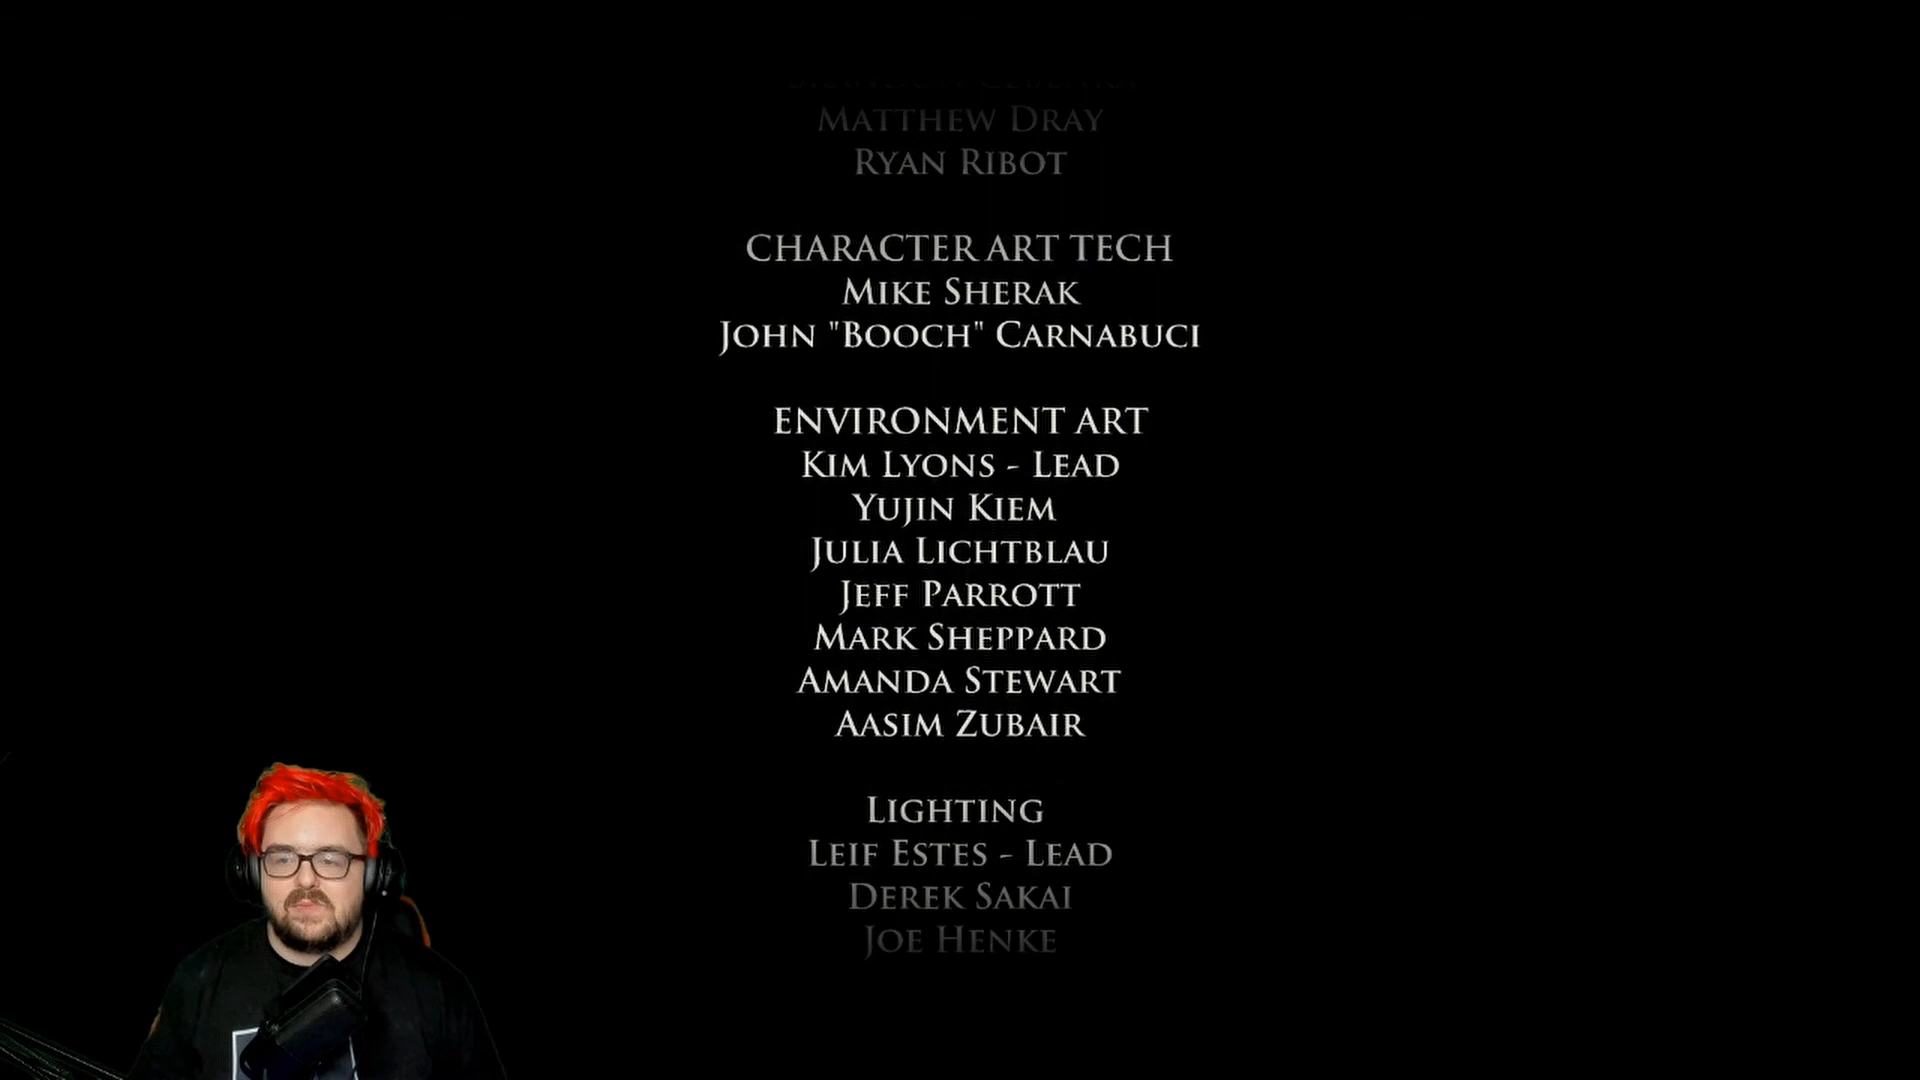 Matthew Dray
Ryan Ribot
CHARACTER ART TECH
Mike Sherak
John "Booch" Carnabuci
ENVIRONMENT ART
Kim Lyons - Lead
Yujin Kiem
Julia Lichtblau
Jeff Parrott
Mark Sheppard
Amanda Stewart
Aasim Zubair
Lighting
Leif Estes - Lead
Derek Sakai
Joe Henke